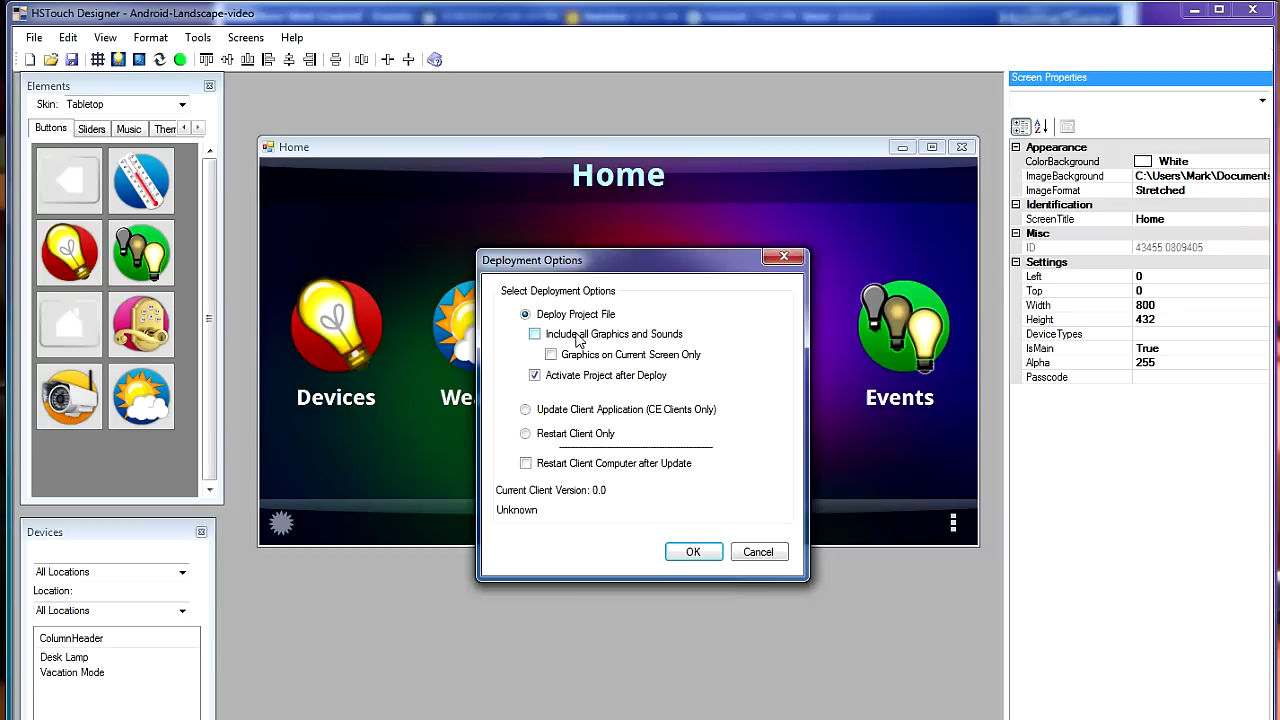 HSTouch Designer - Android-Landscape-video
File Edit View Format Tools Screens Help
Elements
Skin: Tabletop
Buttons Sliders Music Them
Home
Home
Devices
Wea
Events
Deployment Options
Select Deployment Options
Deploy Project File
Include all Graphics and Sounds
Graphics on Current Screen Only
Activate Project after Deploy
Update Client Application (CE Clients Only)
Restart Client Only
Restart Client Computer after Update
Current Client Version: 0.0
Unknown
OK Cancel
Devices
All Locations
Location:
All Locations
ColumnHeader
Desk Lamp
Vacation Mode
Screen Properties
Appearance
ColorBackground White
ImageBackground C:\Users\Mark\Documents
ImageFormat Stretched
Identification
ScreenTitle Home
Misc
ID 43455.0809405
Settings
Left 0
Top 0
Width 800
Height 432
DeviceTypes
IsMain True
Alpha 255
Passcode